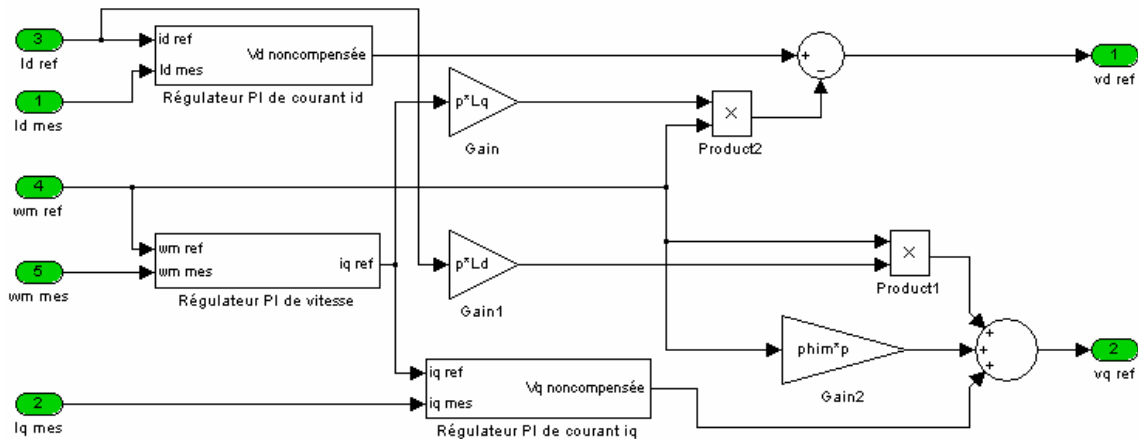 3
Id ref
1
Id mes
id ref
Id mes
Vd noncompensée
Régulateur PI de courant id
p*Lq
Gain
×
Product2
+
−
1
vd ref
4
wm ref
5
wm mes
wm ref
wm mes
iq ref
Régulateur PI de vitesse
p*Ld
Gain1
×
Product1
phim*p
Gain2
+
+
+
2
vq ref
2
Iq mes
iq ref
iq mes
Vq noncompensée
Régulateur PI de courant iq